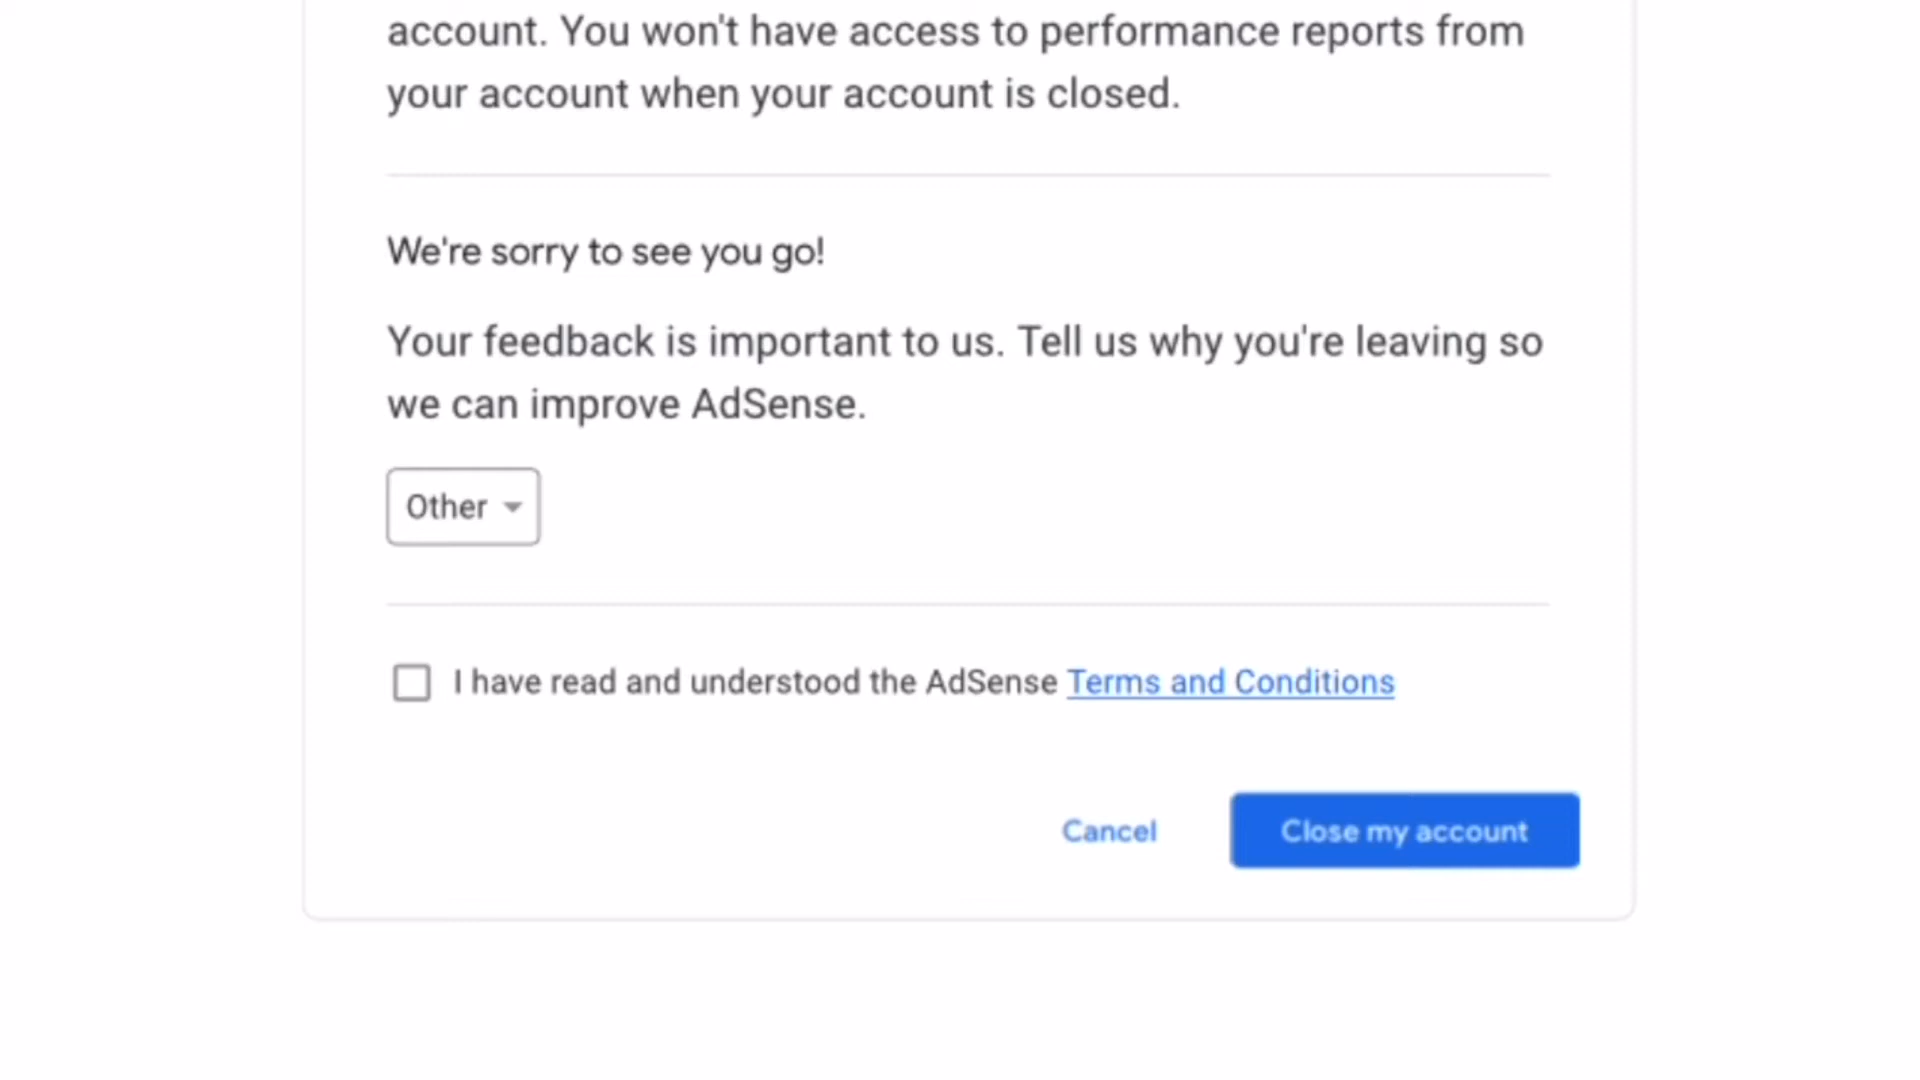 account. You won't have access to performance reports from
your account when your account is closed.
We're sorry to see you go!
Your feedback is important to us. Tell us why you're leaving so
we can improve AdSense.
Other
I have read and understood the AdSense Terms and Conditions
Cancel
Close my account